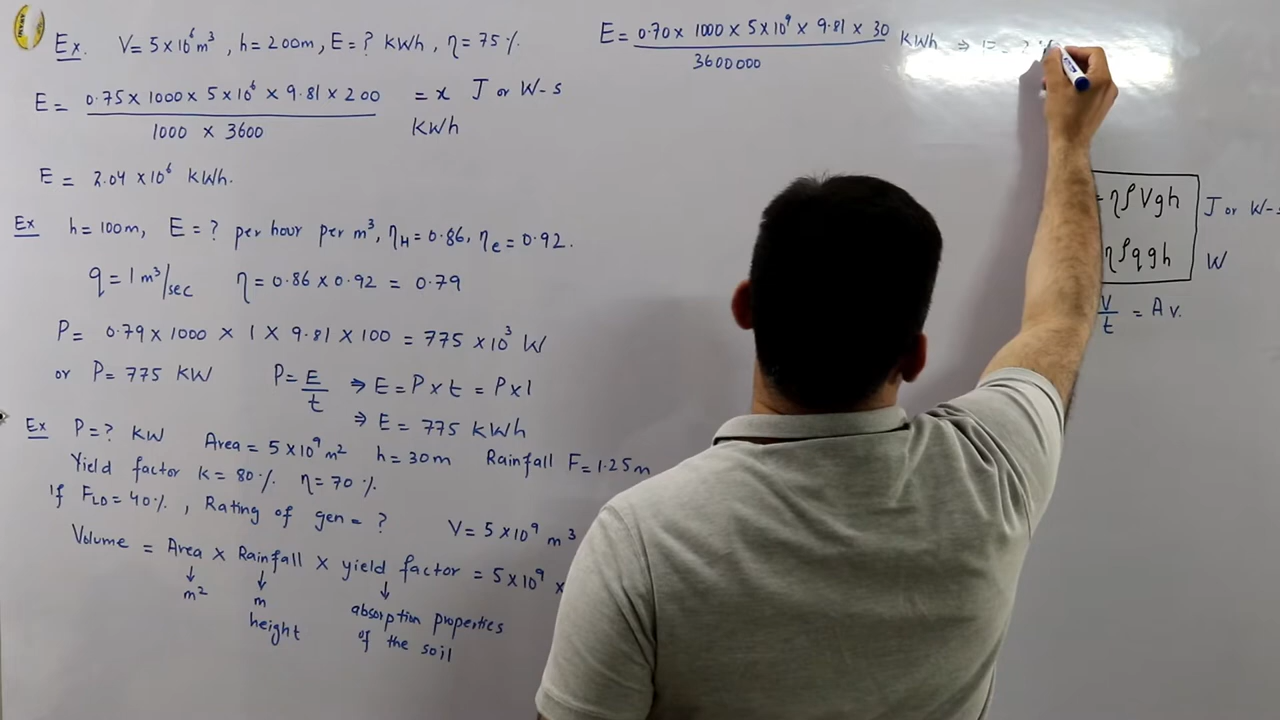 Ex. V = 5 x 10⁶ m³ , h = 200m , E = ? KWh , η = 75 %
E = 0.75 x 1000 x 5 x 10⁶ x 9.81 x 200 / 1000 x 3600 = x J or W-s
KWh
E = 2.04 x 10⁶ KWh.
Ex h = 100m, E = ? per hour per m³, η_H = 0.86, η_e = 0.92.
q = 1 m³/sec η = 0.86 x 0.92 = 0.79
P = 0.79 x 1000 x 1 x 9.81 x 100 = 775 x 10³ W
or P = 775 KW P = E/t ⇒ E = P x t = P x 1
⇒ E = 775 KWh
Ex P = ? KW Area = 5 x 10⁹ m² h = 30m Rainfall F = 1.25m
Yield factor K = 80 % η = 70 %
If F_LD = 40 % , Rating of gen = ? V = 5 x 10⁹ m³
Volume = Area x Rainfall x yield factor = 5 x 10⁹ x
↓ ↓ ↓
m² m absorption properties
height of the soil
E = 0.70 x 1000 x 5 x 10⁹ x 9.81 x 30 / 3600000 KWh ⇒ E = ?
= ηρVgh J or W-
ηρqgh W
V/t = Av.